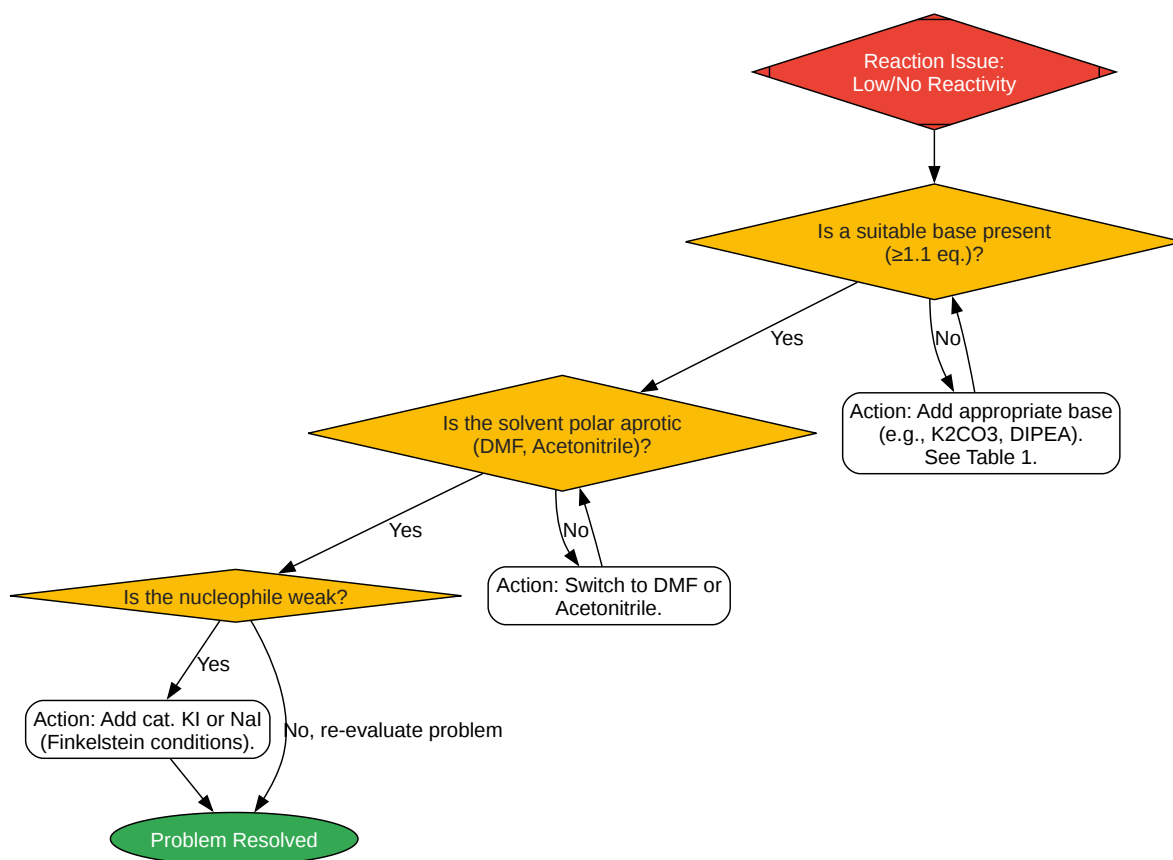 Reaction Issue:
Low/No Reactivity
Is a suitable base present
(≥1.1 eq.)?
Yes
No
Action: Add appropriate base
(e.g., K2CO3, DIPEA).
See Table 1.
Is the solvent polar aprotic
(DMF, Acetonitrile)?
Yes
No
Action: Switch to DMF or
Acetonitrile.
Is the nucleophile weak?
Yes
Action: Add cat. KI or NaI
(Finkelstein conditions).
No, re-evaluate problem
Problem Resolved